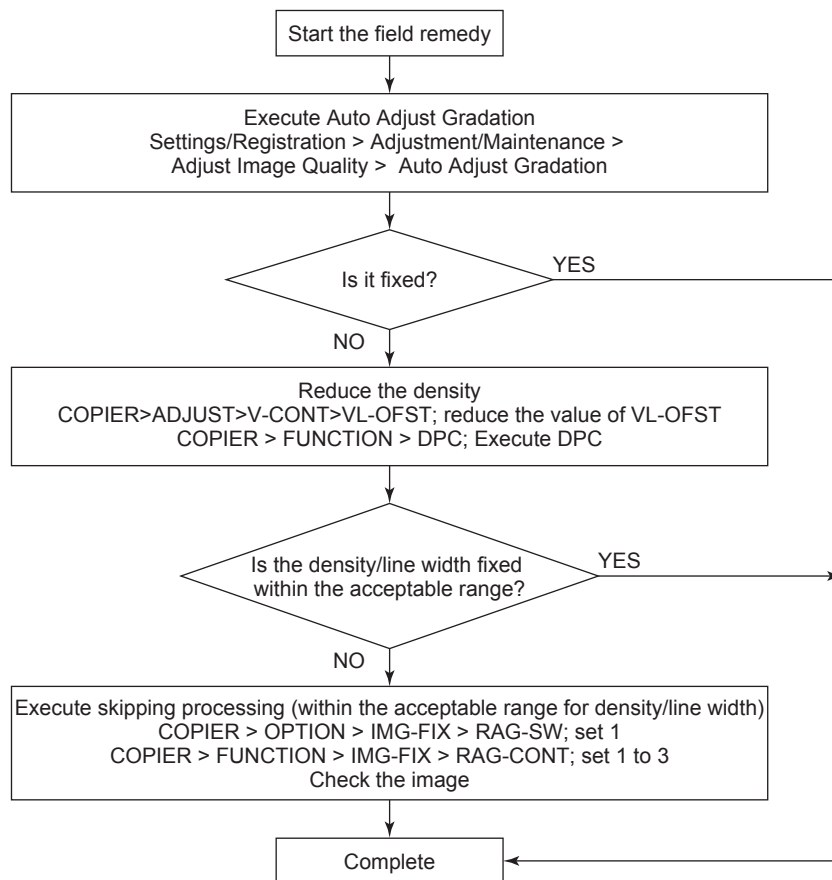 Start the field remedy
Execute Auto Adjust Gradation
Settings/Registration > Adjustment/Maintenance >
Adjust Image Quality > Auto Adjust Gradation
Is it fixed?
YES
NO
Reduce the density
COPIER>ADJUST>V-CONT>VL-OFST; reduce the value of VL-OFST
COPIER > FUNCTION > DPC; Execute DPC
Is the density/line width fixed
within the acceptable range?
YES
NO
Execute skipping processing (within the acceptable range for density/line width)
COPIER > OPTION > IMG-FIX > RAG-SW; set 1
COPIER > FUNCTION > IMG-FIX > RAG-CONT; set 1 to 3
Check the image
Complete